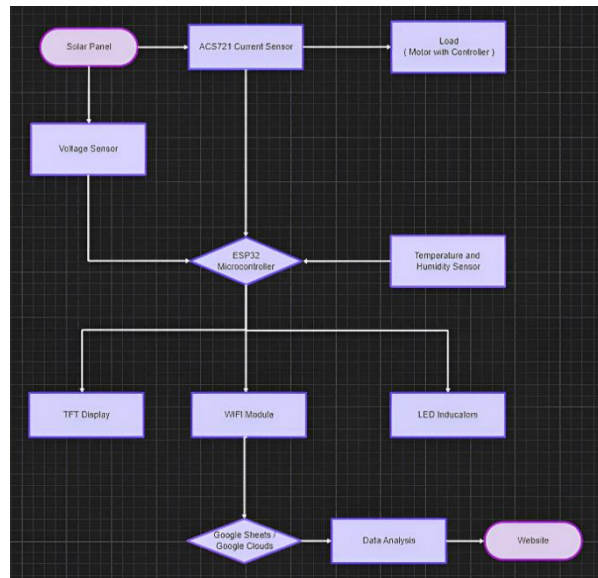 Solar Panel
ACS721 Current Sensor
Load
( Motor with Controller )
Voltage Sensor
ESP32
Microcontroller
Temperature and
Humidity Sensor
TFT Display
WIFI Module
LED Inducators
Google Sheets /
Google Clouds
Data Analysis
Website